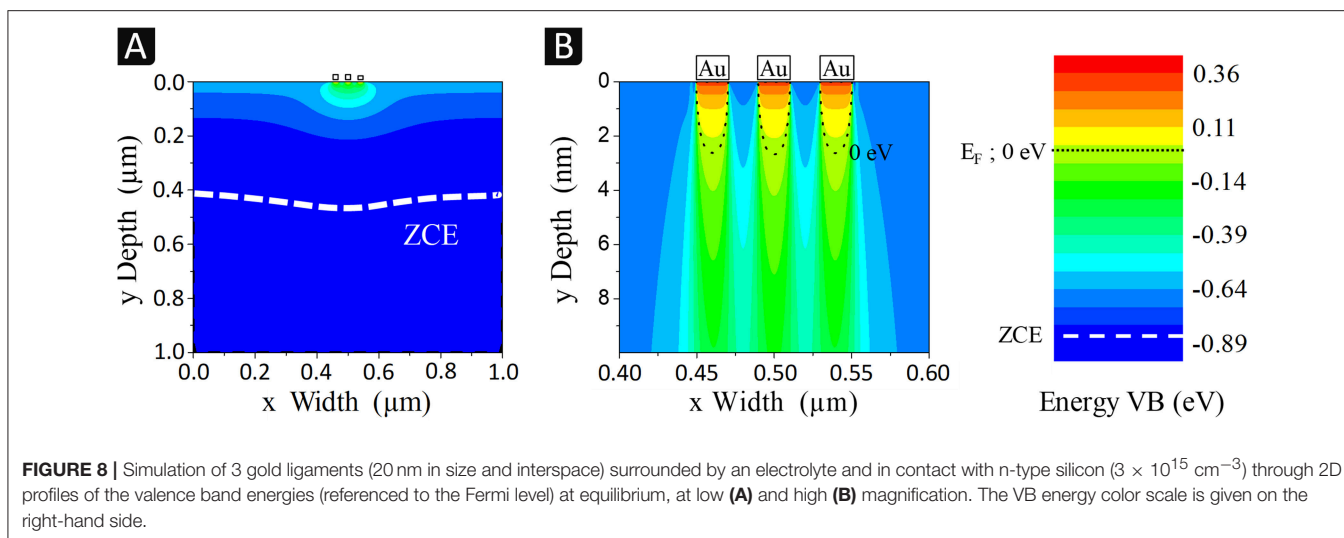 A
B
Au Au Au
0.0
0.2
0.4
0.6
0.8
1.0
y Depth (μm)
ZCE
0.0 0.2 0.4 0.6 0.8 1.0
x Width (μm)
0
2
4
6
8
y Depth (nm)
0 eV
0.40 0.45 0.50 0.55 0.60
x Width (μm)
0.36
0.11
E_F ; 0 eV
-0.14
-0.39
-0.64
ZCE
-0.89
Energy VB (eV)
FIGURE 8 | Simulation of 3 gold ligaments (20 nm in size and interspace) surrounded by an electrolyte and in contact with n-type silicon (3 × 10¹⁵ cm⁻³) through 2D
profiles of the valence band energies (referenced to the Fermi level) at equilibrium, at low (A) and high (B) magnification. The VB energy color scale is given on the
right-hand side.